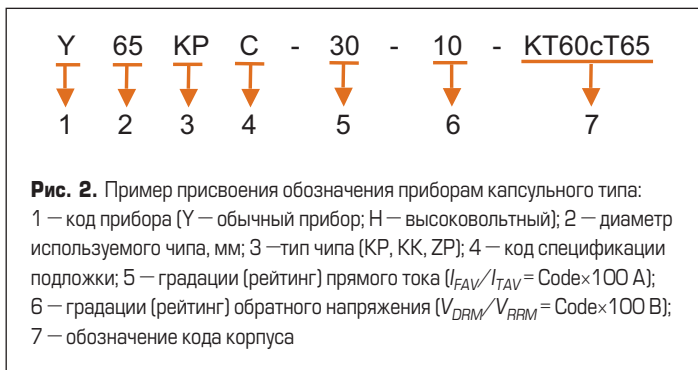 Y 65 KP C - 30 - 10 - KT60cT65
1 2 3 4 5 6 7
Рис. 2. Пример присвоения обозначения приборам капсульного типа:
1 — код прибора (Y — обычный прибор; H — высоковольтный); 2 — диаметр
используемого чипа, мм; 3 —тип чипа (KP, KK, ZP); 4 — код спецификации
подложки; 5 — градации (рейтинг) прямого тока (IFAV/ITAV = Code×100 A);
6 — градации (рейтинг) обратного напряжения (VDRM/VRRM = Code×100 В);
7 — обозначение кода корпуса